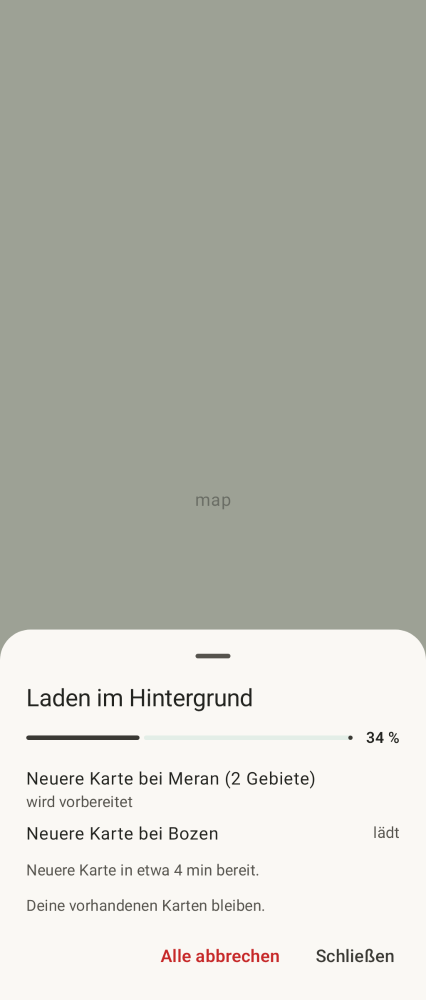 map
Laden im Hintergrund
34 %
Neuere Karte bei Meran (2 Gebiete)
wird vorbereitet
Neuere Karte bei Bozen lädt
Neuere Karte in etwa 4 min bereit.
Deine vorhandenen Karten bleiben.
Alle abbrechen Schließen